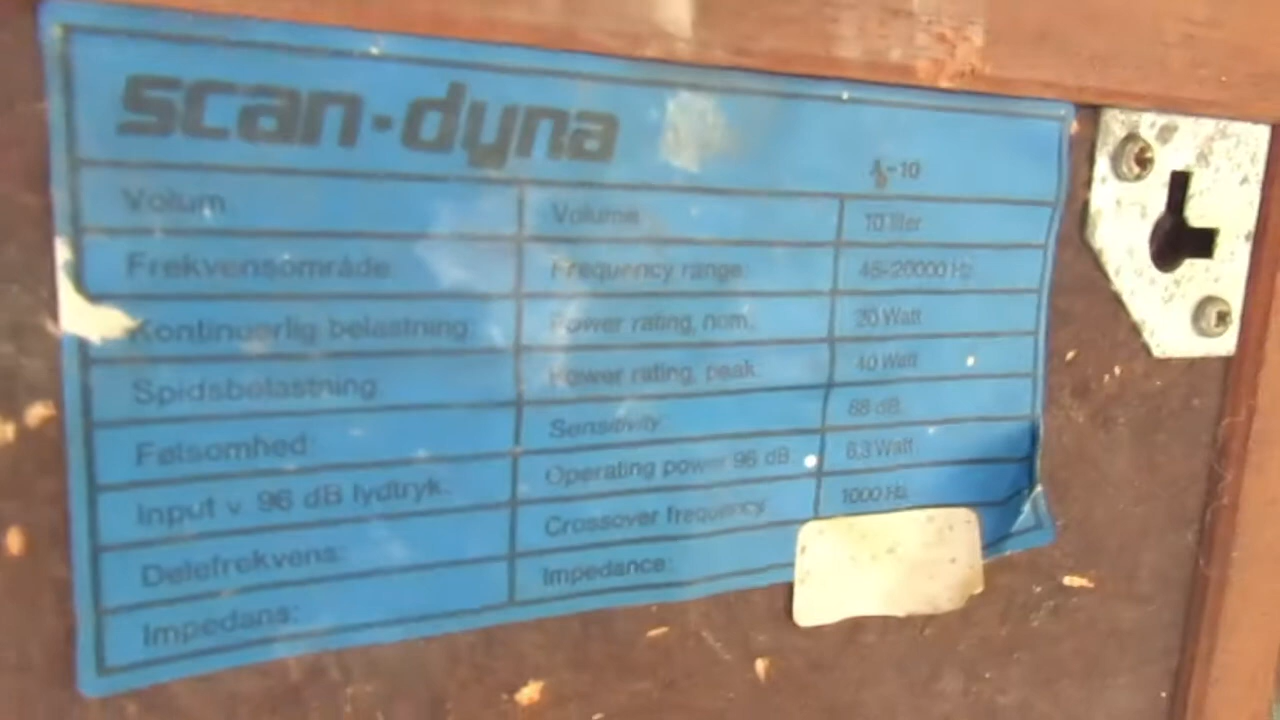 scan-dyna
A-10
Volum Volume 10 liter
Frekvensområde: Frequency range: 45-20000 Hz
Kontinuerlig belastning: Power rating, nom. 20 Watt
Spidsbelastning: Power rating, peak: 40 Watt
Følsomhed: Sensitivity: 88 dB
Input v. 96 dB lydtryk: Operating power 96 dB 6,3 Watt
Delefrekvens: Crossover frequency 1000 Hz
Impedans: Impedance: